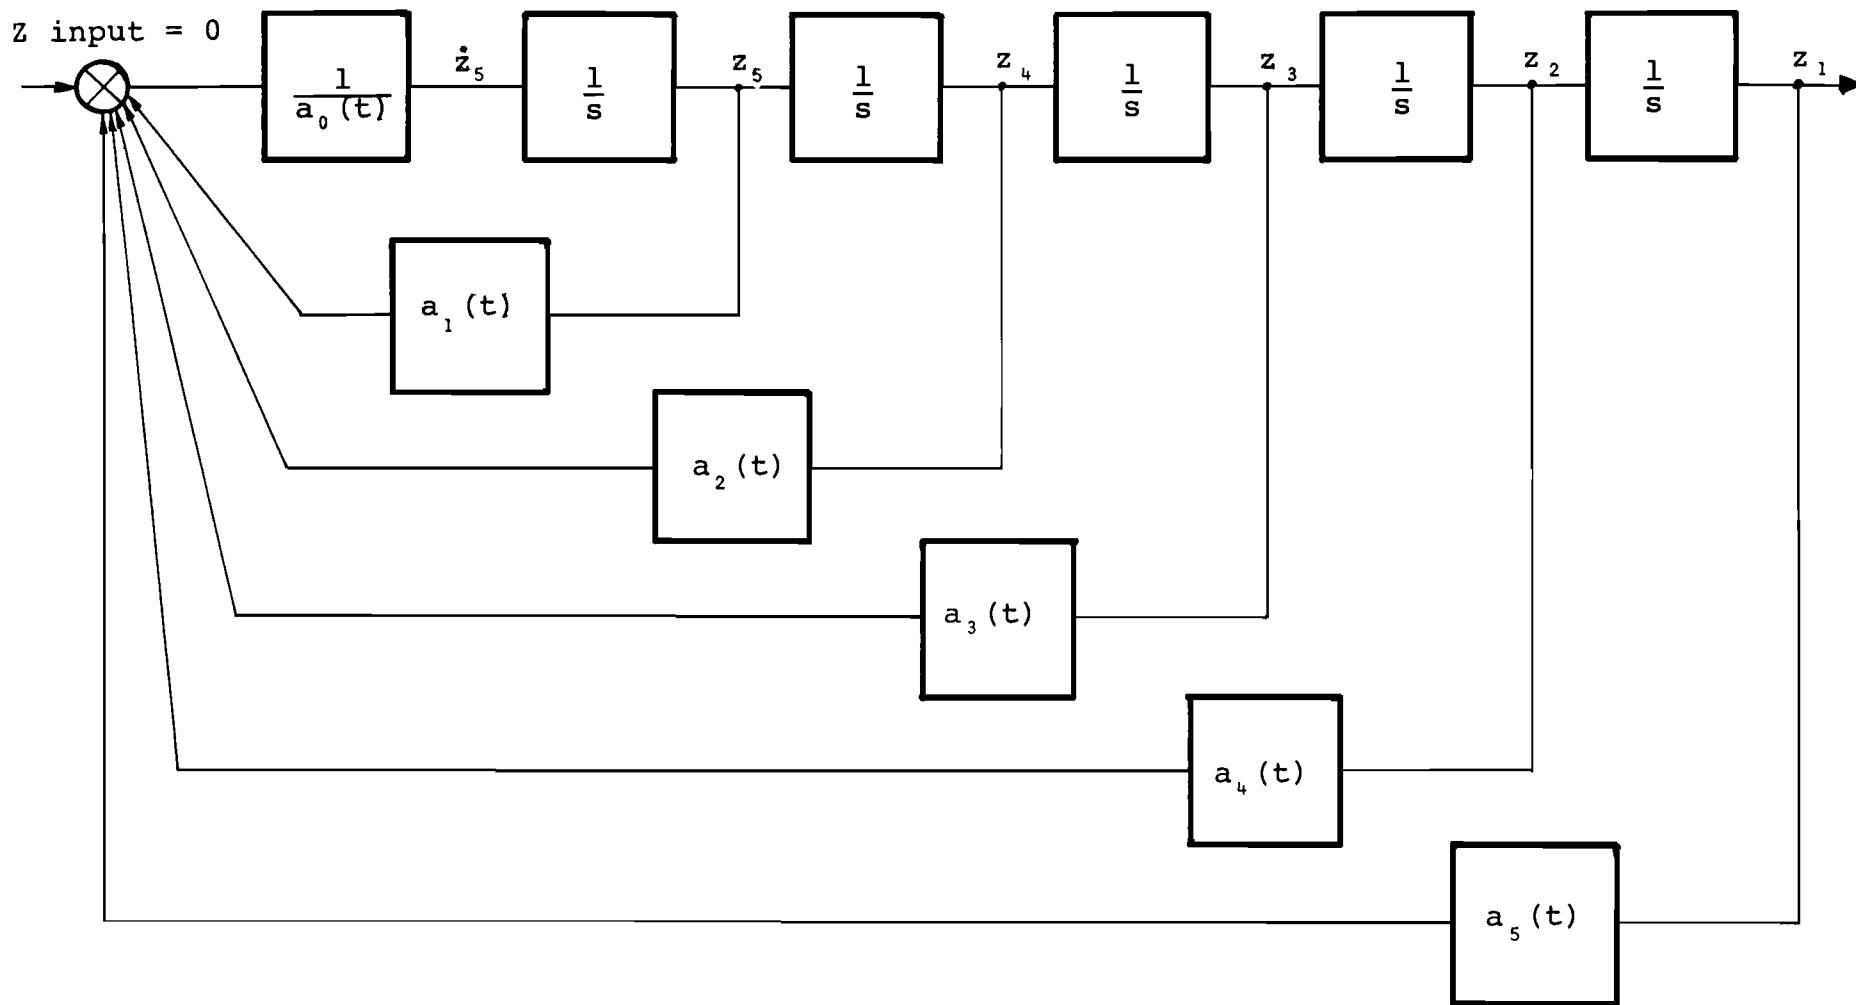 Z input = 0
1
a₀(t)
ż₅
1
s
z₅
1
s
z₄
1
s
z₃
1
s
z₂
1
s
z₁
a₁(t)
a₂(t)
a₃(t)
a₄(t)
a₅(t)